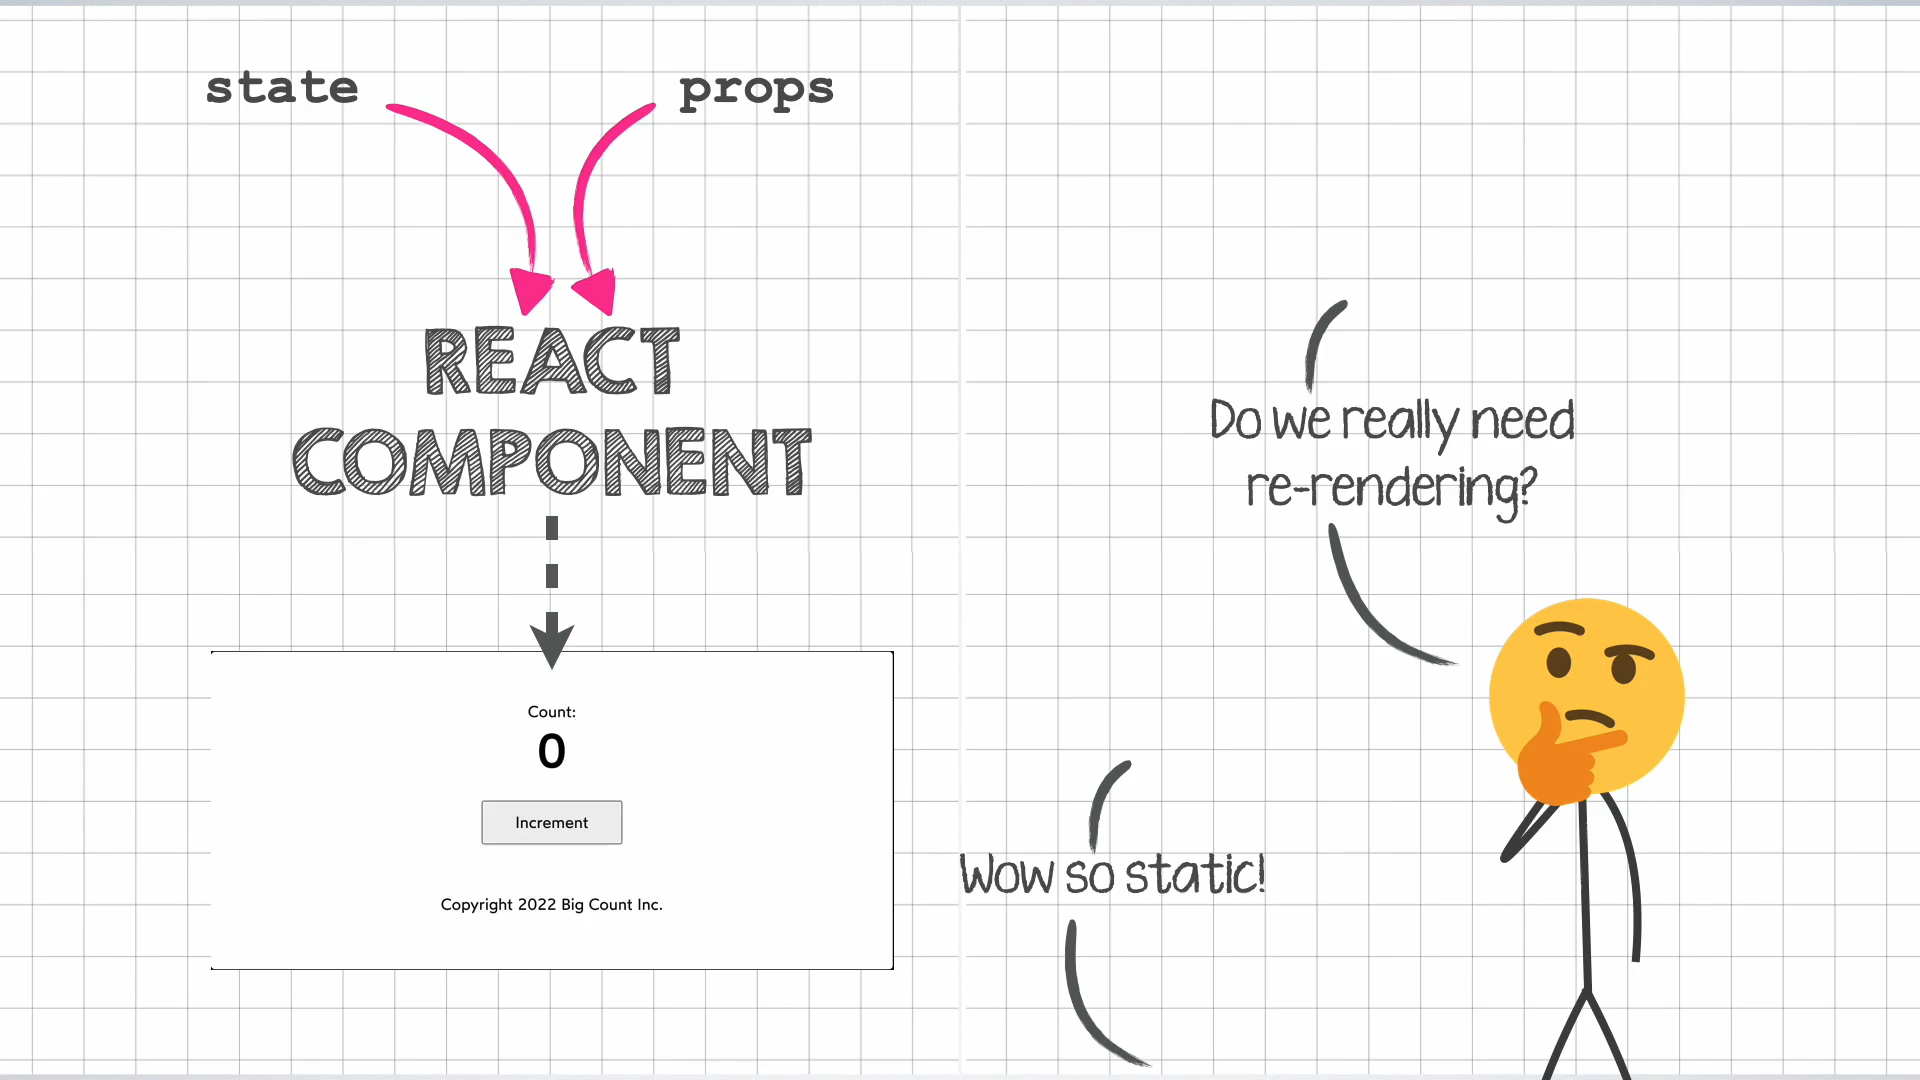 state
props
REACT
COMPONENT
Count:
0
Increment
Copyright 2022 Big Count Inc.
Do we really need
re-rendering?
Wow so static!